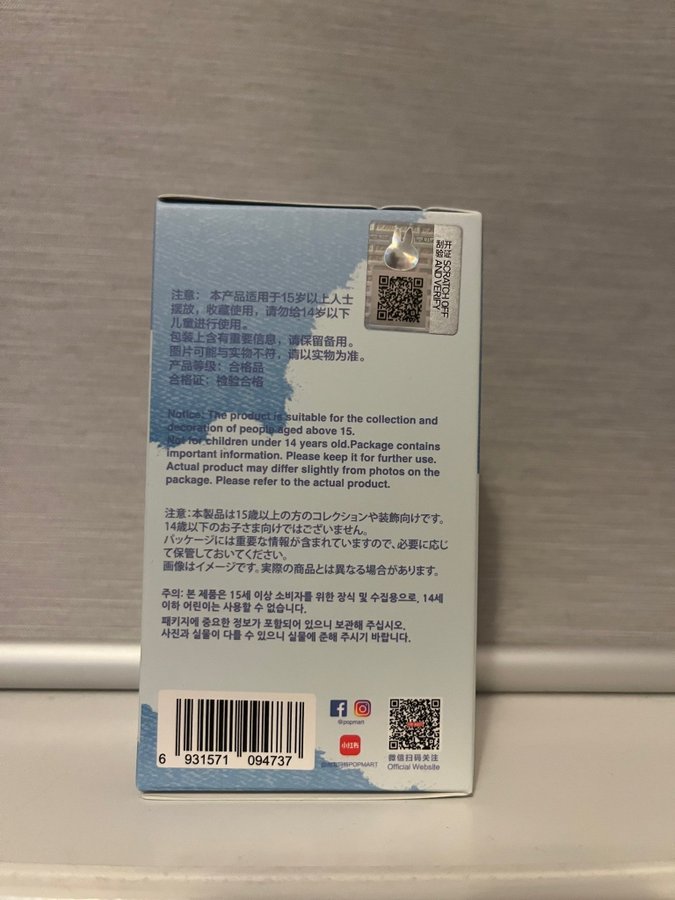 开证 SCRATCH OFF
刮验 AND VERIFY
注意： 本产品适用于15岁以上人士
摆放，收藏使用，请勿给14岁以下
儿童进行使用。
包装上含有重要信息，请保留备用。
图片可能与实物不符，请以实物为准。
产品等级：合格品
合格证：检验合格
Notice: The product is suitable for the collection and
decoration of people aged above 15.
Not for children under 14 years old.Package contains
important information. Please keep it for further use.
Actual product may differ slightly from photos on the
package. Please refer to the actual product.
注意:本製品は15歳以上の方のコレクションや装飾向けです。
14歳以下のお子さま向けではございません。
パッケージには重要な情報が含まれていますので、必要に応じ
て保管しておいてください。
画像はイメージです。実際の商品とは異なる場合があります。
주의: 본 제품은 15세 이상 소비자를 위한 장식 및 수집용으로, 14세
이하 어린이는 사용할 수 없습니다.
패키지에 중요한 정보가 포함되어 있으니 보관해 주십시오.
사진과 실물이 다를 수 있으니 실물에 준해 주시기 바랍니다.
6 931571 094737
@popmart
小红书
POPMART
微信扫码关注
Official Website